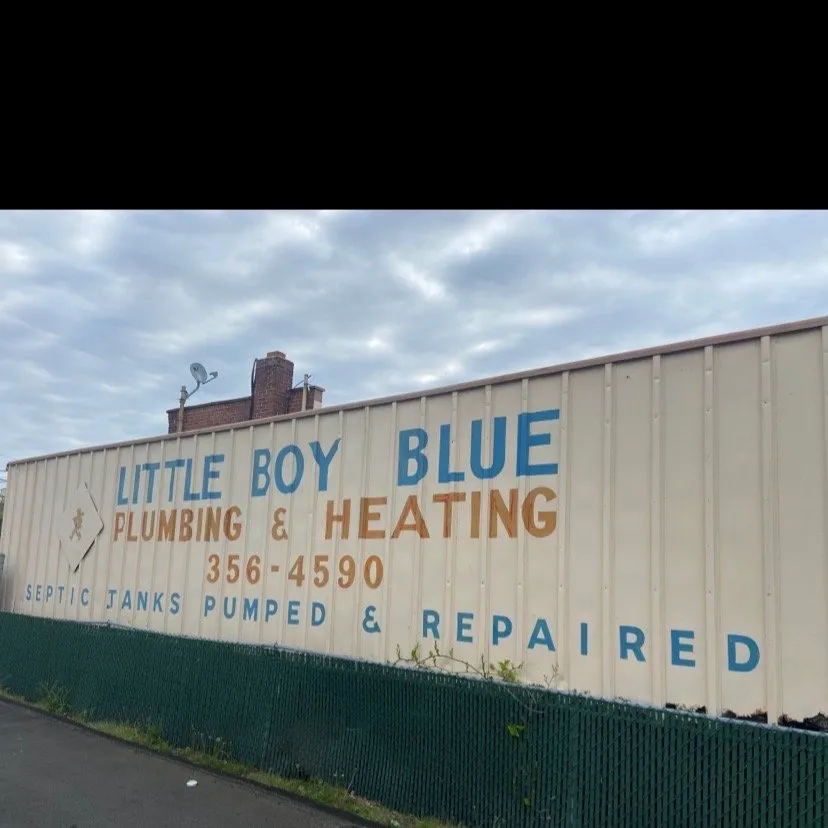 LITTLE BOY BLUE
PLUMBING & HEATING
356-4590
SEPTIC TANKS PUMPED & REPAIRED